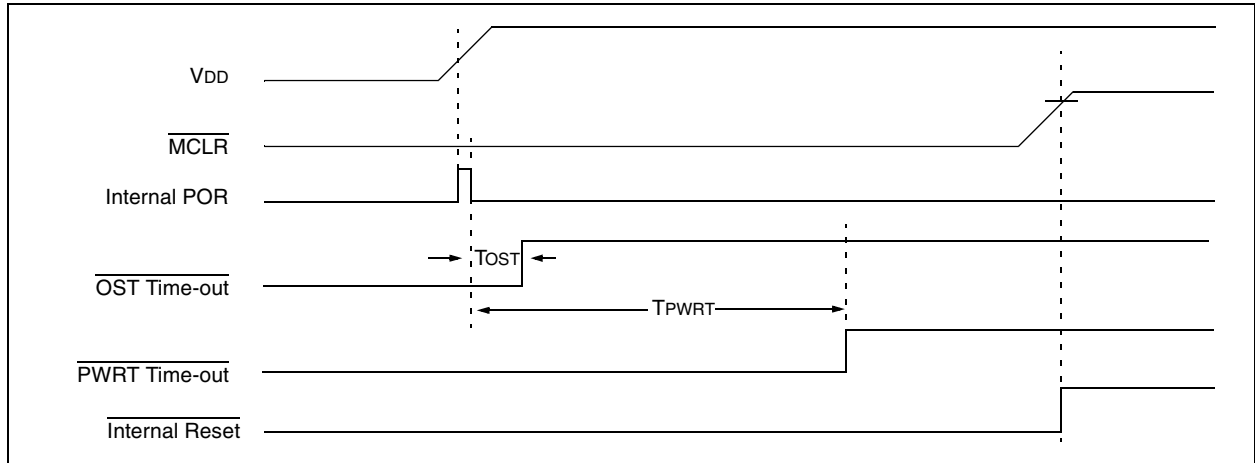 VDD
MCLR
Internal POR
TOST
OST Time-out
TPWRT
PWRT Time-out
Internal Reset